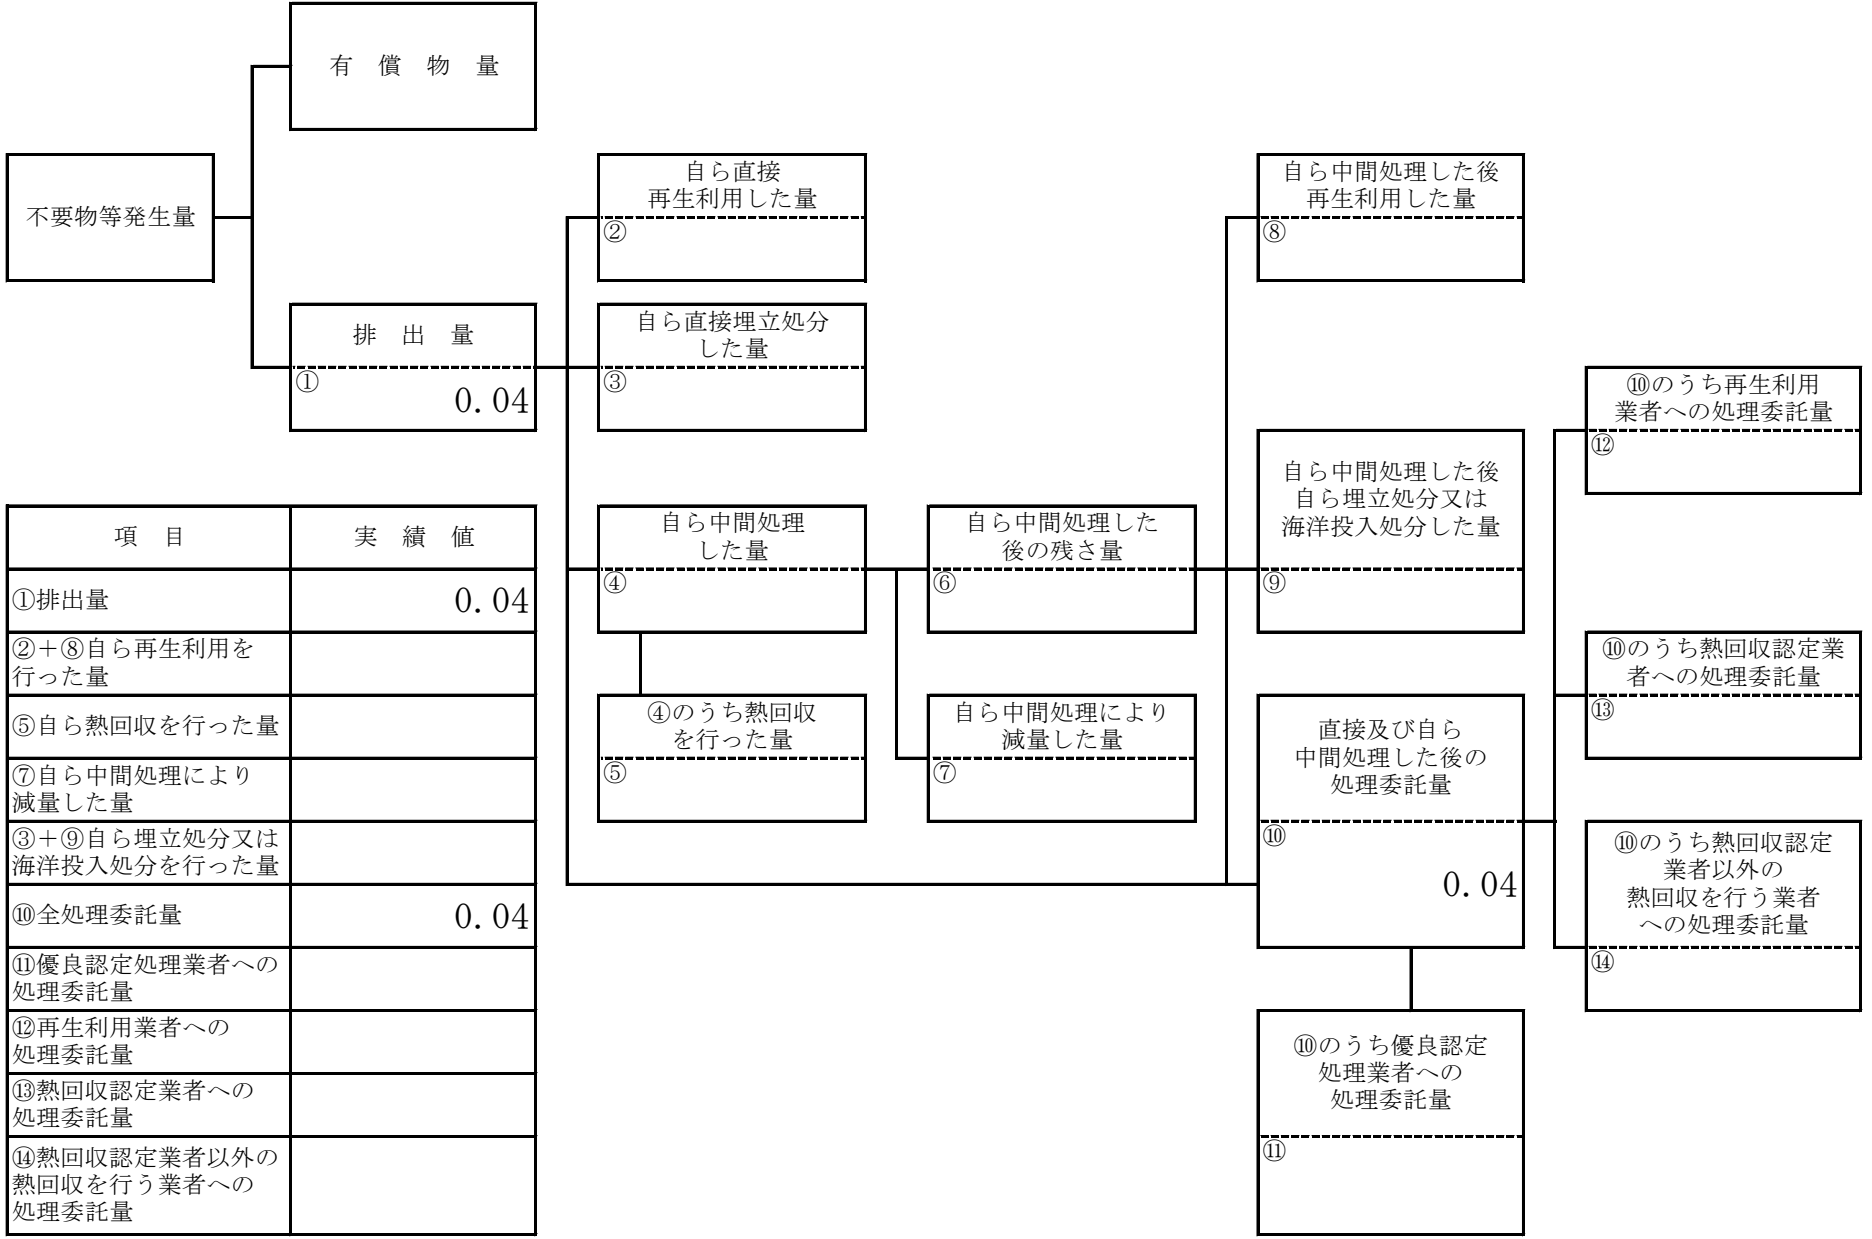 有 償 物 量
不要物等発生量
排 出 量
①
0.04
自ら直接
再生利用した量
②
自ら直接埋立処分
した量
③
自ら中間処理
した量
④
④のうち熱回収
を行った量
⑤
自ら中間処理した
後の残さ量
⑥
自ら中間処理により
減量した量
⑦
自ら中間処理した後
再生利用した量
⑧
自ら中間処理した後
自ら埋立処分又は
海洋投入処分した量
⑨
直接及び自ら
中間処理した後の
処理委託量
⑩
0.04
⑩のうち優良認定
処理業者への
処理委託量
⑪
⑩のうち再生利用
業者への処理委託量
⑫
⑩のうち熱回収認定業
者への処理委託量
⑬
⑩のうち熱回収認定
業者以外の
熱回収を行う業者
への処理委託量
⑭
項 目 実 績 値
①排出量 0.04
②+⑧自ら再生利用を
行った量
⑤自ら熱回収を行った量
⑦自ら中間処理により
減量した量
③+⑨自ら埋立処分又は
海洋投入処分を行った量
⑩全処理委託量 0.04
⑪優良認定処理業者への
処理委託量
⑫再生利用業者への
処理委託量
⑬熱回収認定業者への
処理委託量
⑭熱回収認定業者以外の
熱回収を行う業者への
処理委託量